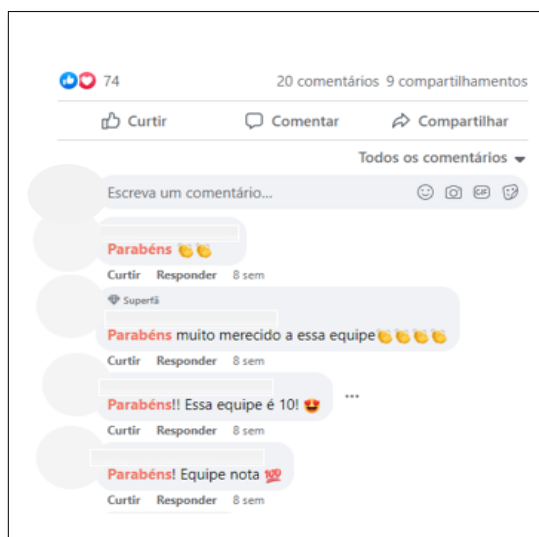 74 20 comentários 9 compartilhamentos
Curtir Comentar Compartilhar
Todos os comentários
Escreva um comentário... GIF
Parabéns 👏👏
Curtir Responder 8 sem
Superfã
Parabéns muito merecido a essa equipe👏👏👏👏
Curtir Responder 8 sem
Parabéns!! Essa equipe é 10! 🤩
Curtir Responder 8 sem
Parabéns! Equipe nota 💯
Curtir Responder 8 sem